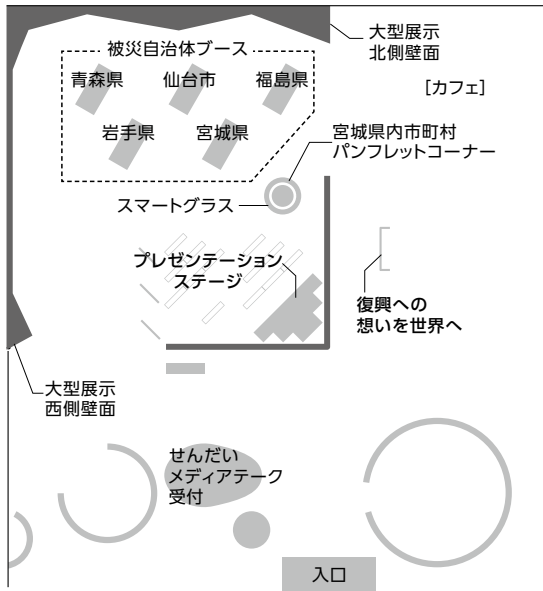 大型展示
北側壁面
被災自治体ブース
青森県 仙台市 福島県
[カフェ]
岩手県 宮城県
宮城県内市町村
パンフレットコーナー
スマートグラス
プレゼンテーション
ステージ
復興への
想いを世界へ
大型展示
西側壁面
せんだい
メディアテーク
受付
入口